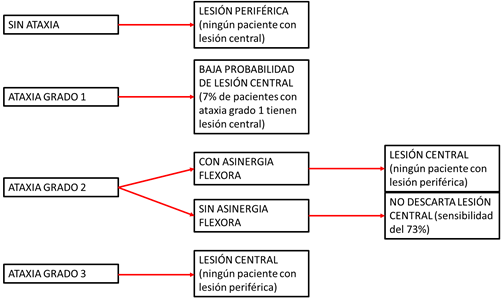 SIN ATAXIA
LESIÓN PERIFÉRICA
(ningún paciente con
lesión central)
ATAXIA GRADO 1
BAJA PROBABILIDAD
DE LESIÓN CENTRAL
(7% de pacientes con
ataxia grado 1 tienen
lesión central)
ATAXIA GRADO 2
CON ASINERGIA
FLEXORA
LESIÓN CENTRAL
(ningún paciente con
lesión periférica)
SIN ASINERGIA
FLEXORA
NO DESCARTA LESIÓN
CENTRAL (sensibilidad
del 73%)
ATAXIA GRADO 3
LESIÓN CENTRAL
(ningún paciente con
lesión periférica)